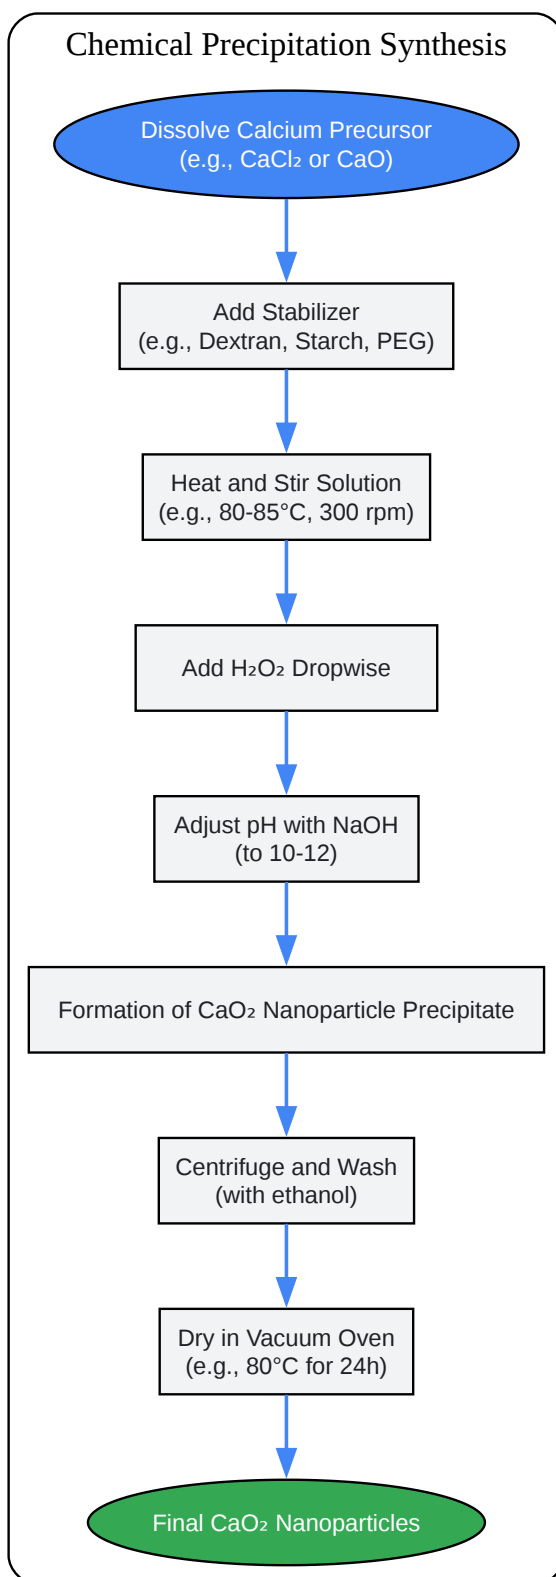 Chemical Precipitation Synthesis
Dissolve Calcium Precursor
(e.g., CaCl₂ or CaO)
Add Stabilizer
(e.g., Dextran, Starch, PEG)
Heat and Stir Solution
(e.g., 80-85°C, 300 rpm)
Add H₂O₂ Dropwise
Adjust pH with NaOH
(to 10-12)
Formation of CaO₂ Nanoparticle Precipitate
Centrifuge and Wash
(with ethanol)
Dry in Vacuum Oven
(e.g., 80°C for 24h)
Final CaO₂ Nanoparticles